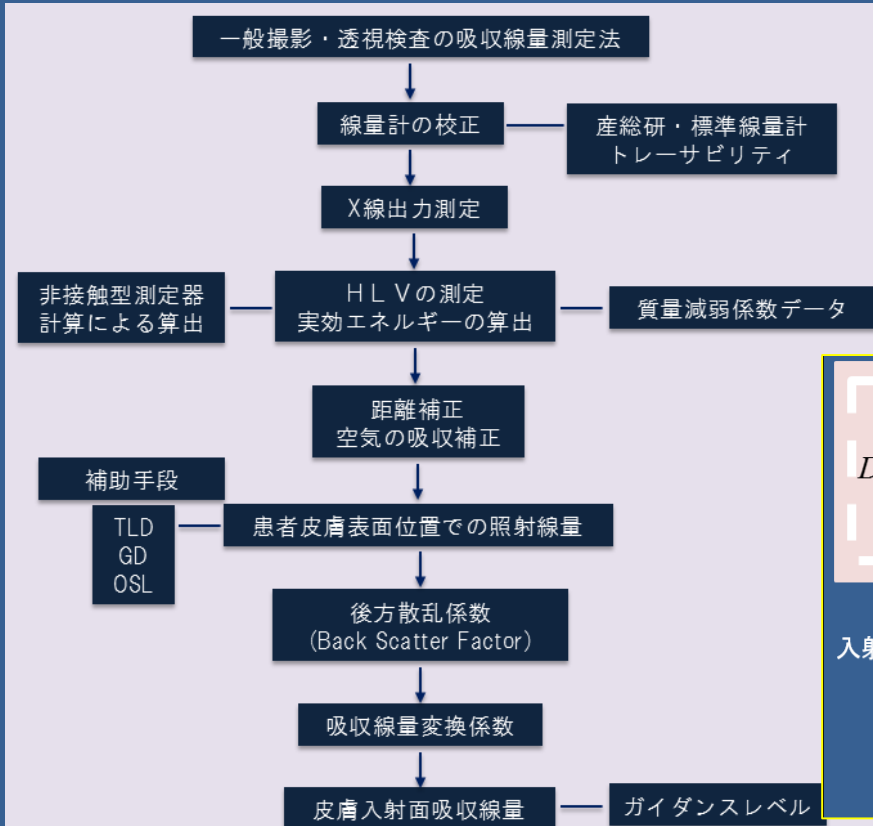 一般撮影・透視検査の吸収線量測定法
線量計の校正
産総研・標準線量計
トレーサビリティ
X線出力測定
非接触型測定器
計算による算出
ＨＬＶの測定
実効エネルギーの算出
質量減弱係数データ
距離補正
空気の吸収補正
補助手段
TLD
GD
OSL
患者皮膚表面位置での照射線量
D
入射
後方散乱係数
(Back Scatter Factor)
吸収線量変換係数
皮膚入射面吸収線量
ガイダンスレベル